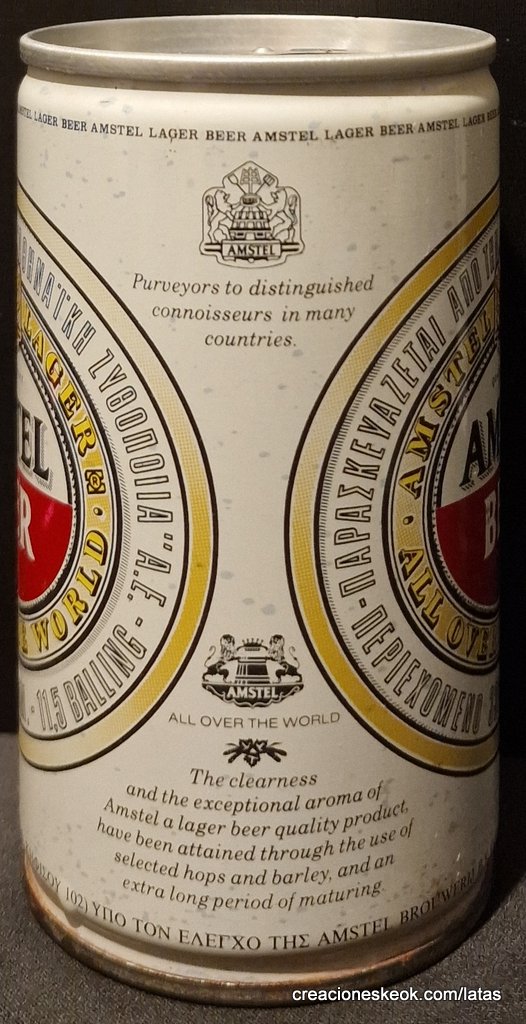 LAGER BEER AMSTEL LAGER BEER AMSTEL LAGER BEER AMSTEL LAGER BEER
AMSTEL
Purveyors to distinguished
connoisseurs in many
countries.
ΖΥΘΟΠΟΙΙΑ" Α.Ε. -
11,5 BALLING
LAGER ®
WORLD
EL
R
- ΠΑΡΑΣΚΕΥΑΖΕΤΑΙ ΑΠΟ
ΠΕΡΙΕΧΟΜΕΝΟ
AMSTEL
ALL OVER
AM
B
AMSTEL
ALL OVER THE WORLD
The clearness
and the exceptional aroma of
Amstel a lager beer quality product,
have been attained through the use of
selected hops and barley, and an
extra long period of maturing.
102) ΥΠΟ ΤΟΝ ΕΛΕΓΧΟ ΤΗΣ AMSTEL BROUWERIJ
creacioneskeok.com/latas